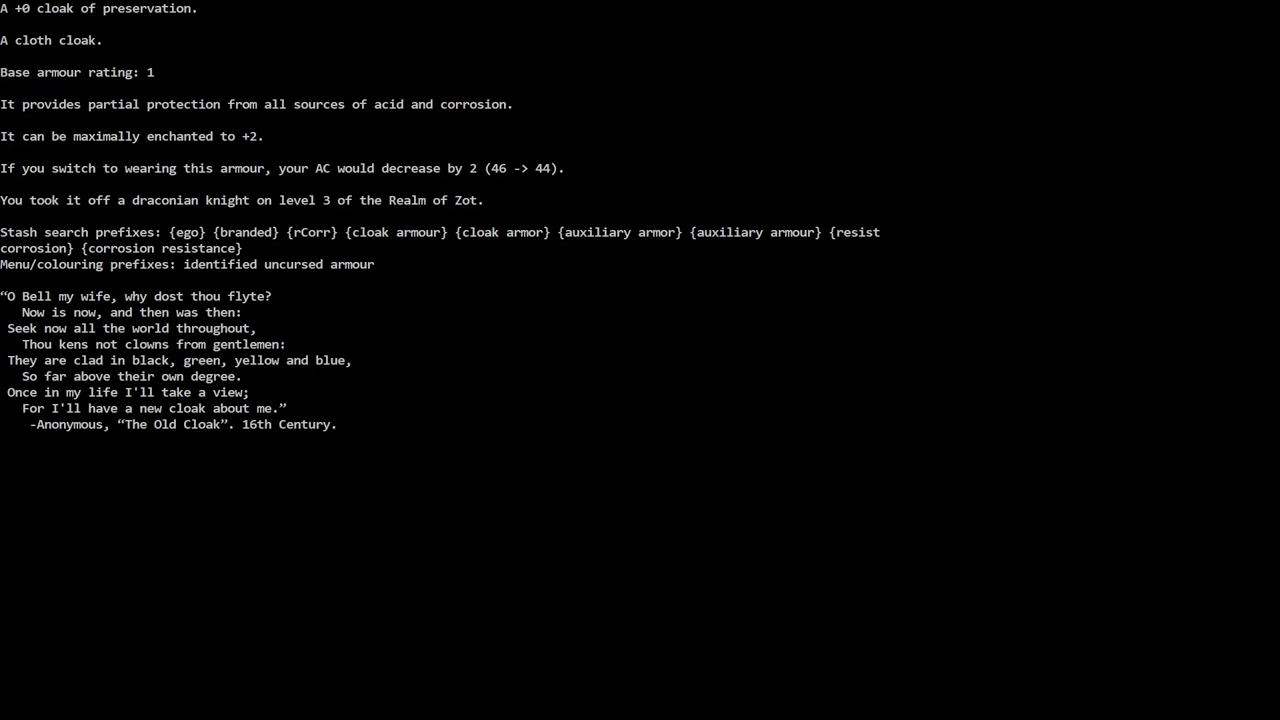 A +0 cloak of preservation.
A cloth cloak.
Base armour rating: 1
It provides partial protection from all sources of acid and corrosion.
It can be maximally enchanted to +2.
If you switch to wearing this armour, your AC would decrease by 2 (46 -> 44).
You took it off a draconian knight on level 3 of the Realm of Zot.
Stash search prefixes: {ego} {branded} {rCorr} {cloak armour} {cloak armor} {auxiliary armor} {auxiliary armour} {resist
corrosion} {corrosion resistance}
Menu/colouring prefixes: identified uncursed armour
“O Bell my wife, why dost thou flyte?
Now is now, and then was then:
Seek now all the world throughout,
Thou kens not clowns from gentlemen:
They are clad in black, green, yellow and blue,
So far above their own degree.
Once in my life I'll take a view;
For I'll have a new cloak about me.”
-Anonymous, “The Old Cloak”. 16th Century.